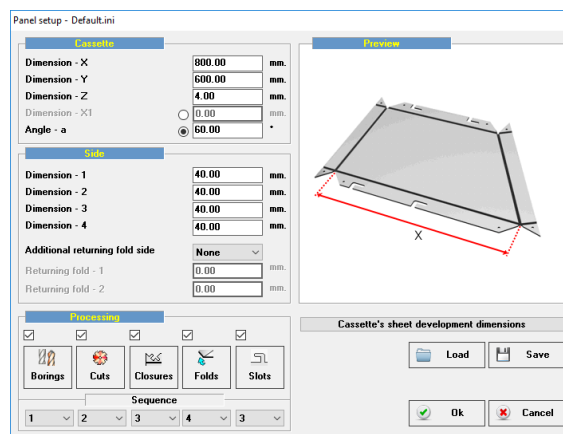 Panel setup - Default.ini
Cassette
Dimension - X 800.00 mm.
Dimension - Y 600.00 mm.
Dimension - Z 4.00 mm.
Dimension - X1 0.00 mm.
Angle - a 60.00 °
Side
Dimension - 1 40.00 mm.
Dimension - 2 40.00 mm.
Dimension - 3 40.00 mm.
Dimension - 4 40.00 mm.
Additional returning fold side None
Returning fold - 1 0.00 mm.
Returning fold - 2 0.00 mm.
Processing
Borings Cuts Closures Folds Slots
Sequence
1 2 3 4 3
Preview
X
Cassette's sheet development dimensions
Load Save
Ok Cancel